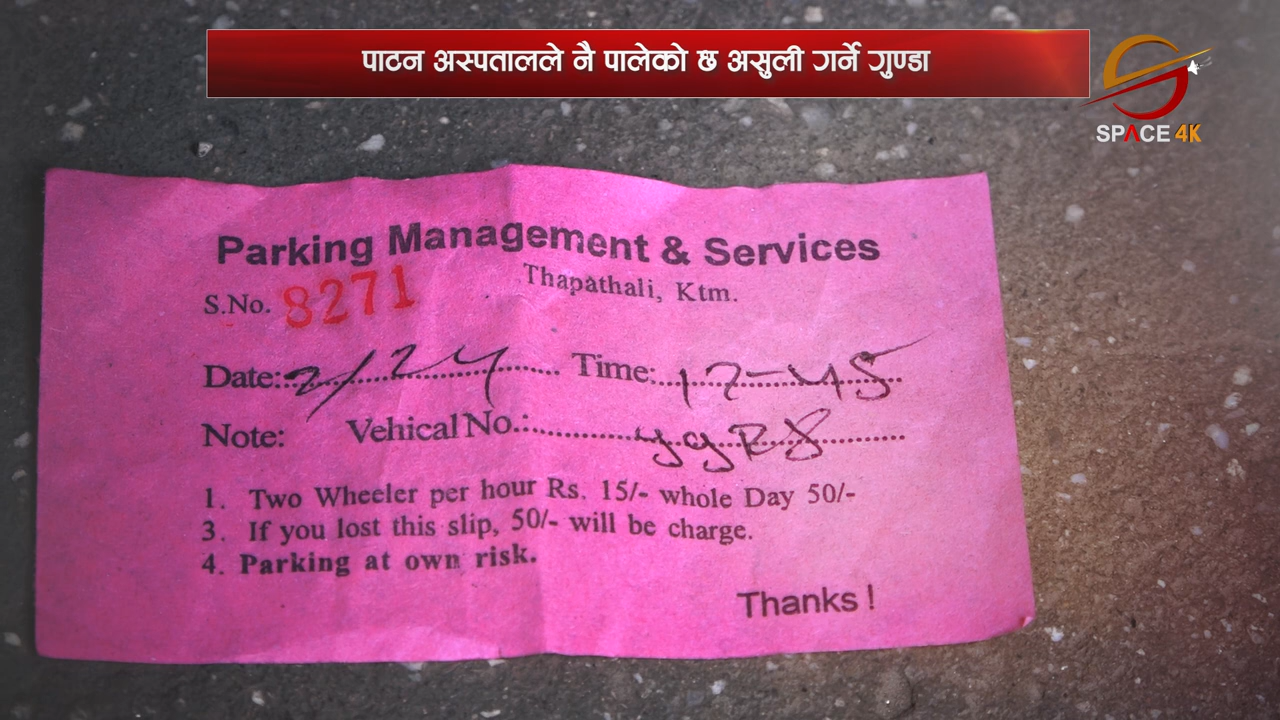 पाटन अस्पतालले नै पालेको छ असुली गर्ने गुण्डा
SPACE 4K
Parking Management & Services
Thapathali, Ktm.
S.No. 8271
Date:..2/24.......... Time:..12-45..
Note: Vehical No.:..........
1. Two Wheeler per hour Rs. 15/- whole Day 50/-
3. If you lost this slip, 50/- will be charge.
4. Parking at own risk.
Thanks !